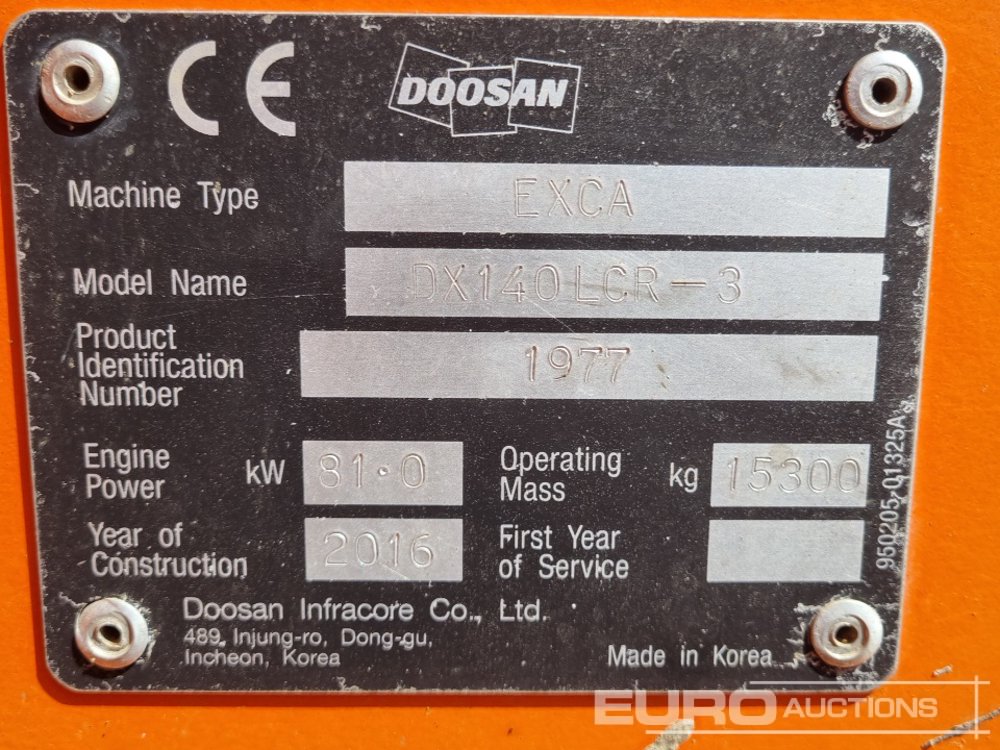 CE DOOSAN
Machine Type EXCA
Model Name DX140LCR-3
Product
Identification
Number
1977
Engine
Power
kW 81.0
Operating
Mass
kg 15300
Year of
Construction
2016
First Year
of Service
950205-01325A
Doosan Infracore Co., Ltd.
489, Injung-ro, Dong-gu,
Incheon, Korea
Made in Korea
EURO AUCTIONS